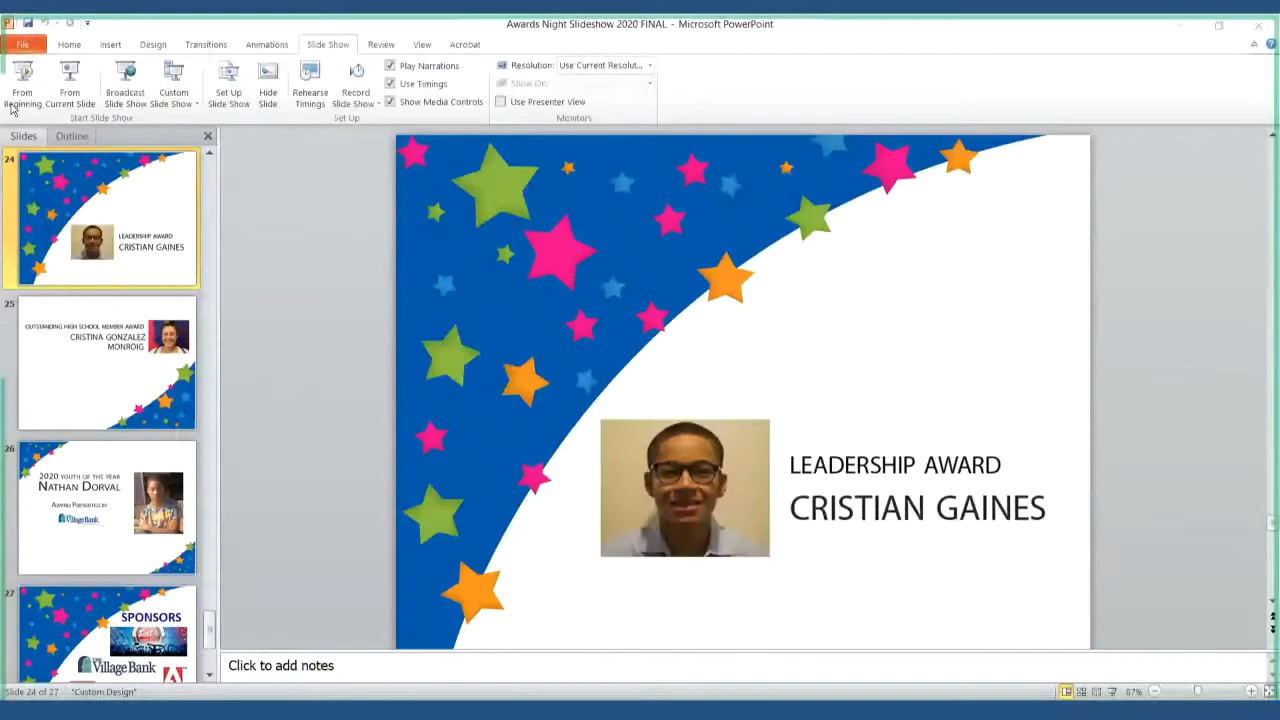 Awards Night Slideshow 2020 FINAL - Microsoft PowerPoint
File Home Insert Design Transitions Animations Slide Show Review View Acrobat
From Beginning
From Current Slide
Broadcast Slide Show
Custom Slide Show
Set Up Slide Show
Hide Slide
Rehearse Timings
Record Slide Show
Play Narrations
Use Timings
Show Media Controls
Resolution: Use Current Resolut...
Show On:
Use Presenter View
Start Slide Show
Set Up
Monitors
Slides Outline
24
LEADERSHIP AWARD
CRISTIAN GAINES
25
OUTSTANDING HIGH SCHOOL MEMBER AWARD
CRISTINA GONZALEZ
MONROIG
26
2020 YOUTH OF THE YEAR
NATHAN DORVAL
AWARD PRESENTED BY
Village Bank
27
SPONSORS
Village Bank
LEADERSHIP AWARD
CRISTIAN GAINES
Click to add notes
Slide 24 of 27 "Custom Design" 87%